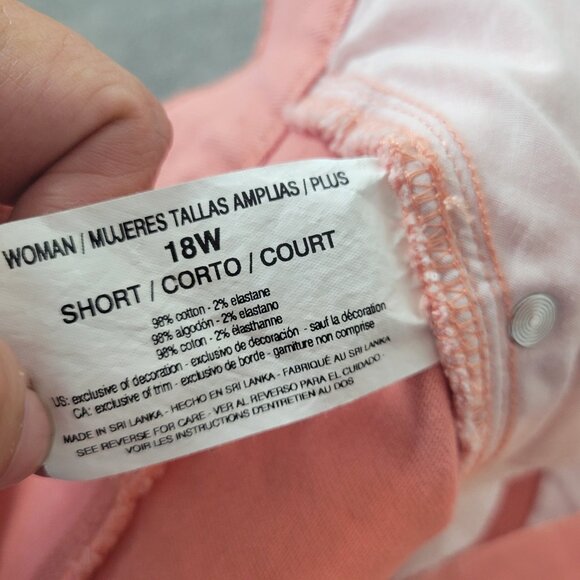 WOMAN / MUJERES TALLAS AMPLIAS / PLUS
18W
SHORT / CORTO / COURT
98% cotton - 2% elastane
98% algodón - 2% elastano
98% coton - 2% élasthanne
US: exclusive of decoration - exclusivo de decoración - sauf la décoration
CA: exclusive of trim - exclusivo de borde - garniture non comprise
MADE IN SRI LANKA - HECHO EN SRI LANKA - FABRIQUÉ AU SRI LANKA
SEE REVERSE FOR CARE - VER AL REVERSO PARA EL CUIDADO -
VOIR LES INSTRUCTIONS D'ENTRETIEN AU DOS